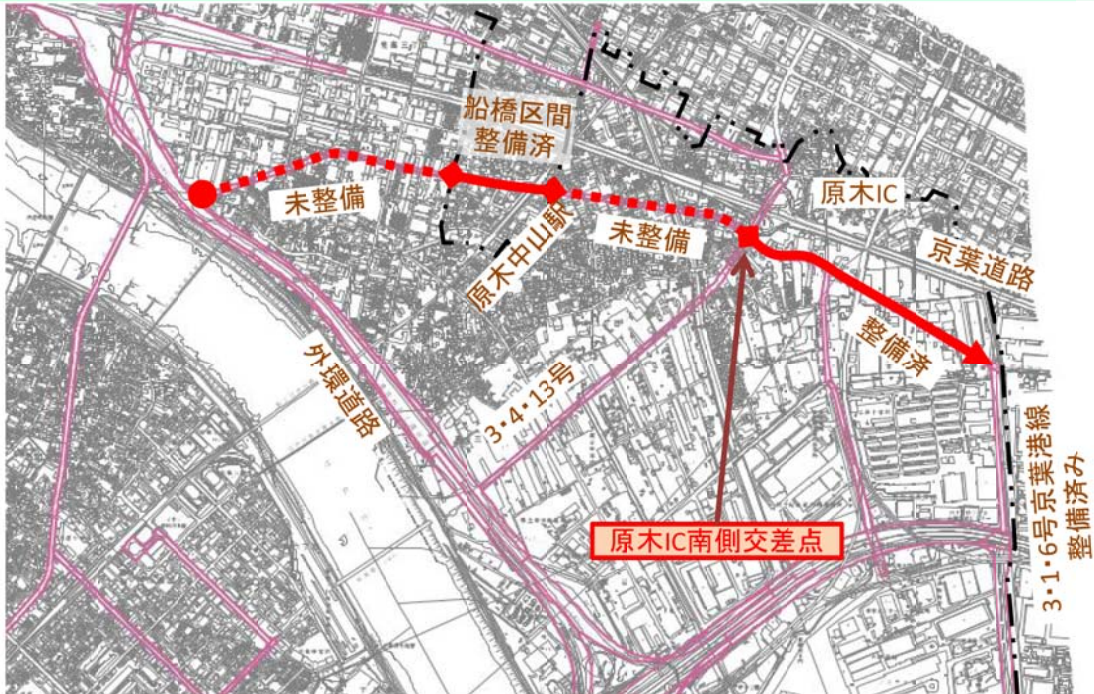 船橋区間
整備済
未整備
原木中山駅
未整備
原木IC
京葉道路
整備済
外環道路
3・4・13号
原木IC南側交差点
3・1・6号京葉港線
整備済み